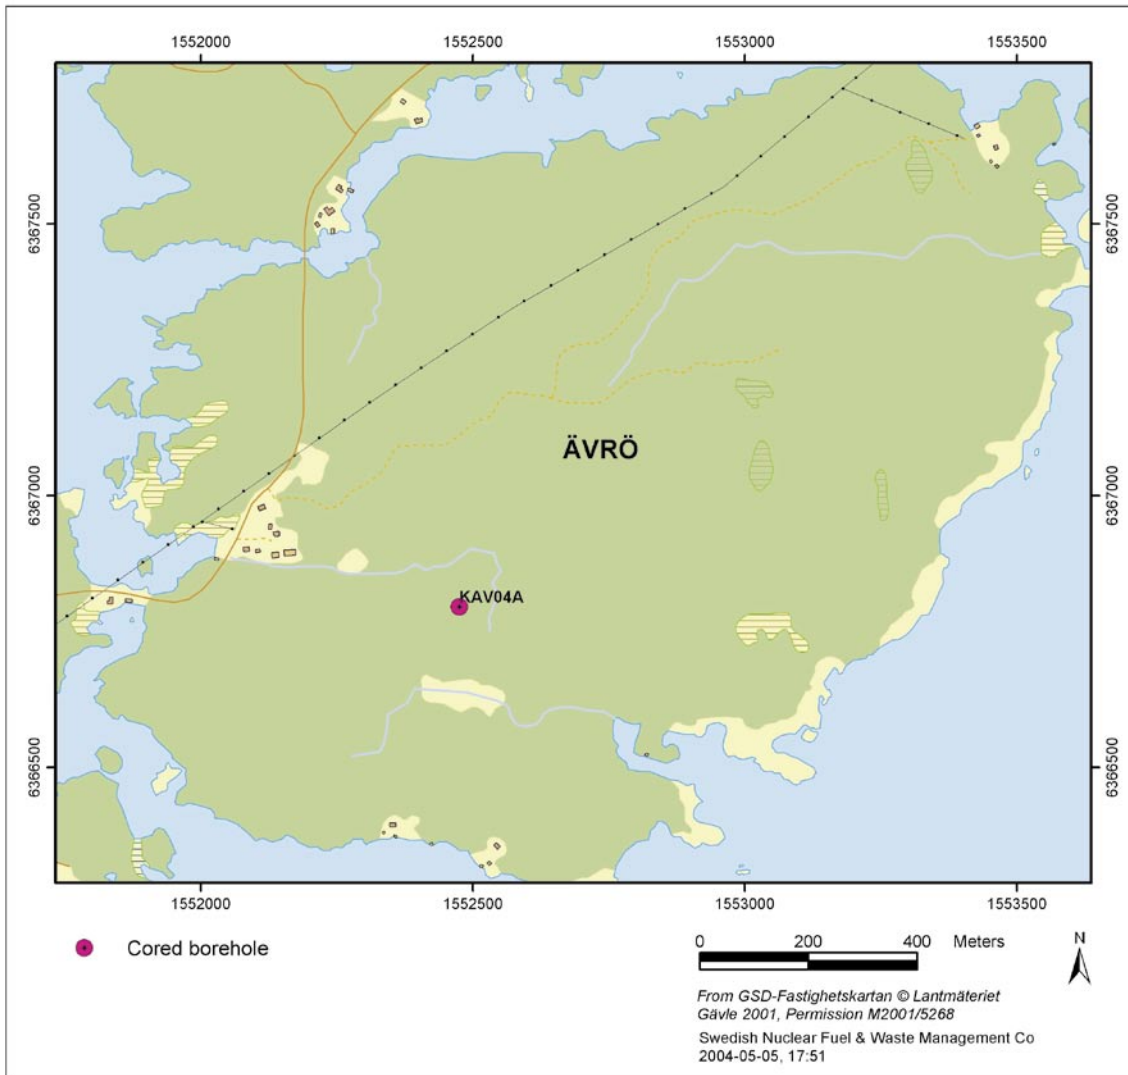 1552000 1552500 1553000 1553500
6367500 6367500
ÄVRÖ
6367000 6367000
KAV04A
6366500 6366500
1552000 1552500 1553000 1553500
Cored borehole
0 200 400 Meters
N
From GSD-Fastighetskartan © Lantmäteriet
Gävle 2001, Permission M2001/5268
Swedish Nuclear Fuel & Waste Management Co
2004-05-05, 17:51